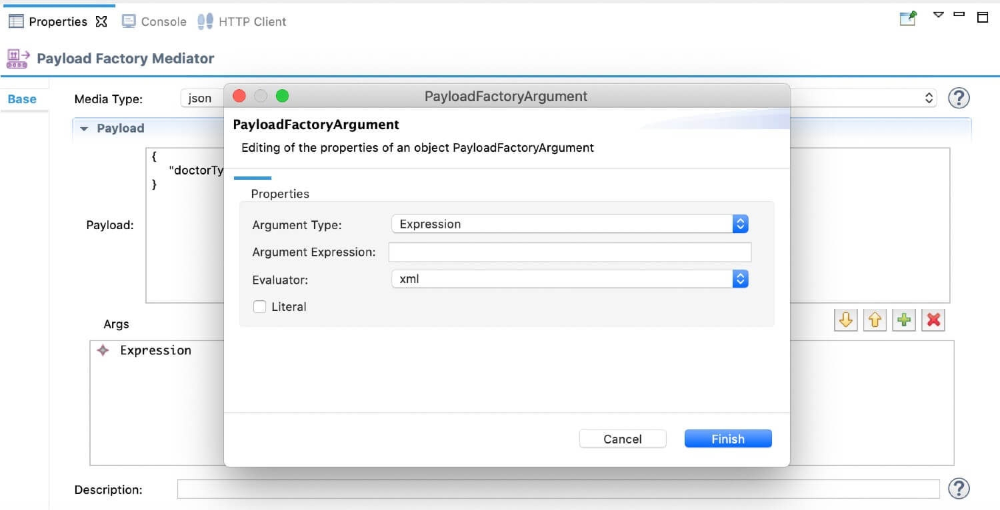 Properties Console HTTP Client
Payload Factory Mediator
Base
Media Type: json
?
Payload
{
"doctorTy
}
Payload:
Args
Expression
Description:
?
PayloadFactoryArgument
PayloadFactoryArgument
Editing of the properties of an object PayloadFactoryArgument
Properties
Argument Type: Expression
Argument Expression:
Evaluator: xml
Literal
Cancel Finish